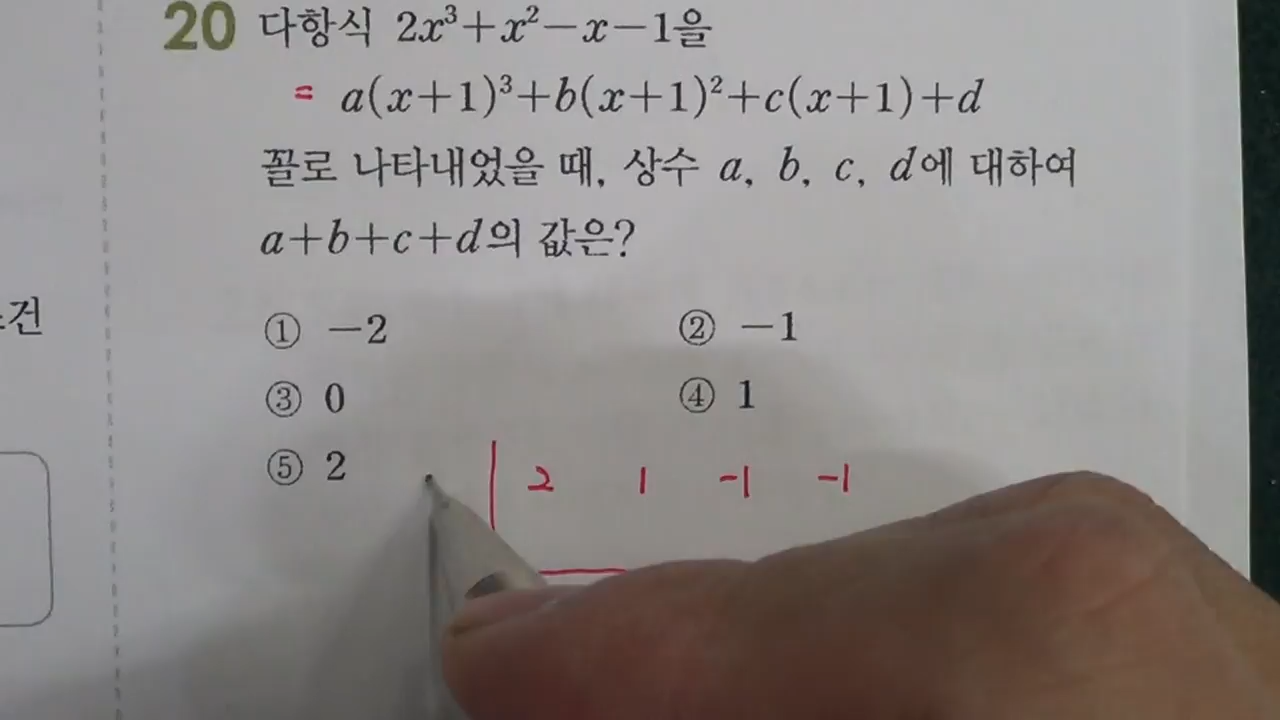 20 다항식 2x³+x²−x−1을
= a(x+1)³+b(x+1)²+c(x+1)+d
꼴로 나타내었을 때, 상수 a, b, c, d에 대하여
a+b+c+d의 값은?
건
① −2 ② −1
③ 0 ④ 1
⑤ 2
2 1 -1 -1